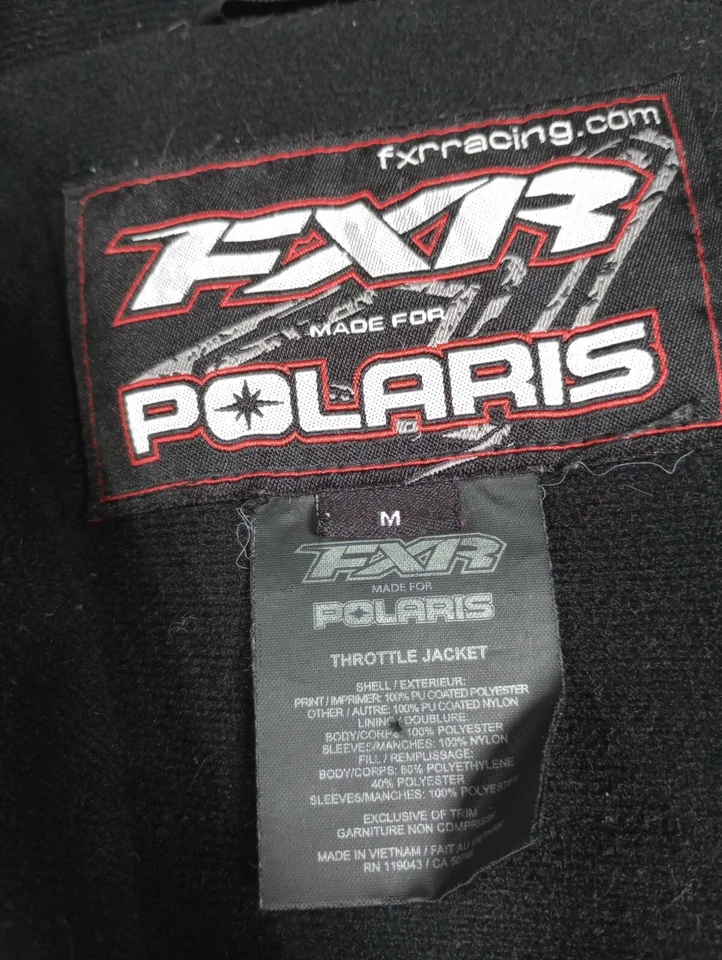 fxrracing.com
FXR
MADE FOR
POLARIS
M
FXR
MADE FOR
POLARIS
THROTTLE JACKET
SHELL / EXTERIEUR:
PRINT / IMPRIMER: 100% PU COATED POLYESTER
OTHER / AUTRE: 100% PU COATED NYLON
LINING DOUBLURE:
BODY/CORPS 100% POLYESTER
SLEEVES/MANCHES: 100% NYLON
FILL / REMPLISSAGE:
BODY/CORPS: 60% POLYETHYLENE
40% POLYESTER
SLEEVES/MANCHES: 100% POLYESTER
EXCLUSIVE OF TRIM
GARNITURE NON COMPRISE
MADE IN VIETNAM / FAIT AU VIETNAM
RN 119043 / CA